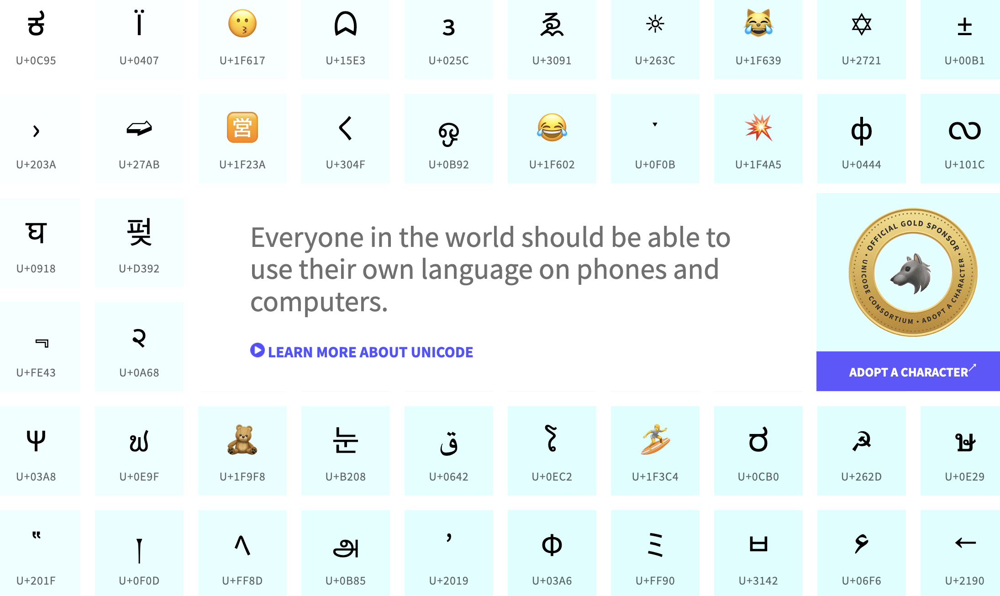 ಕ Ї 😗 ᗣ ɜ ゑ ☼ 😹 ✡ ±
U+0C95 U+0407 U+1F617 U+15E3 U+025C U+3091 U+263C U+1F639 U+2721 U+00B1
› ➫ 🈺 く ஒ 😂 ་ 💥 ф လ
U+203A U+27AB U+1F23A U+304F U+0B92 U+1F602 U+0F0B U+1F4A5 U+0444 U+101C
घ 펒
U+0918 U+D392
﹃ ੨
U+FE43 U+0A68
Everyone in the world should be able to
use their own language on phones and
computers.
LEARN MORE ABOUT UNICODE
OFFICIAL GOLD SPONSOR • UNICODE CONSORTIUM • ADOPT A CHARACTER •
ADOPT A CHARACTER↗
Ψ ຟ 🧸 눈 ق ໂ 🏄 ರ ☭ ษ
U+03A8 U+0E9F U+1F9F8 U+B208 U+0642 U+0EC2 U+1F3C4 U+0CB0 U+262D U+0E29
‟ ། ﾍ அ ’ Φ ﾐ ㅂ ۶ ←
U+201F U+0F0D U+FF8D U+0B85 U+2019 U+03A6 U+FF90 U+3142 U+06F6 U+2190